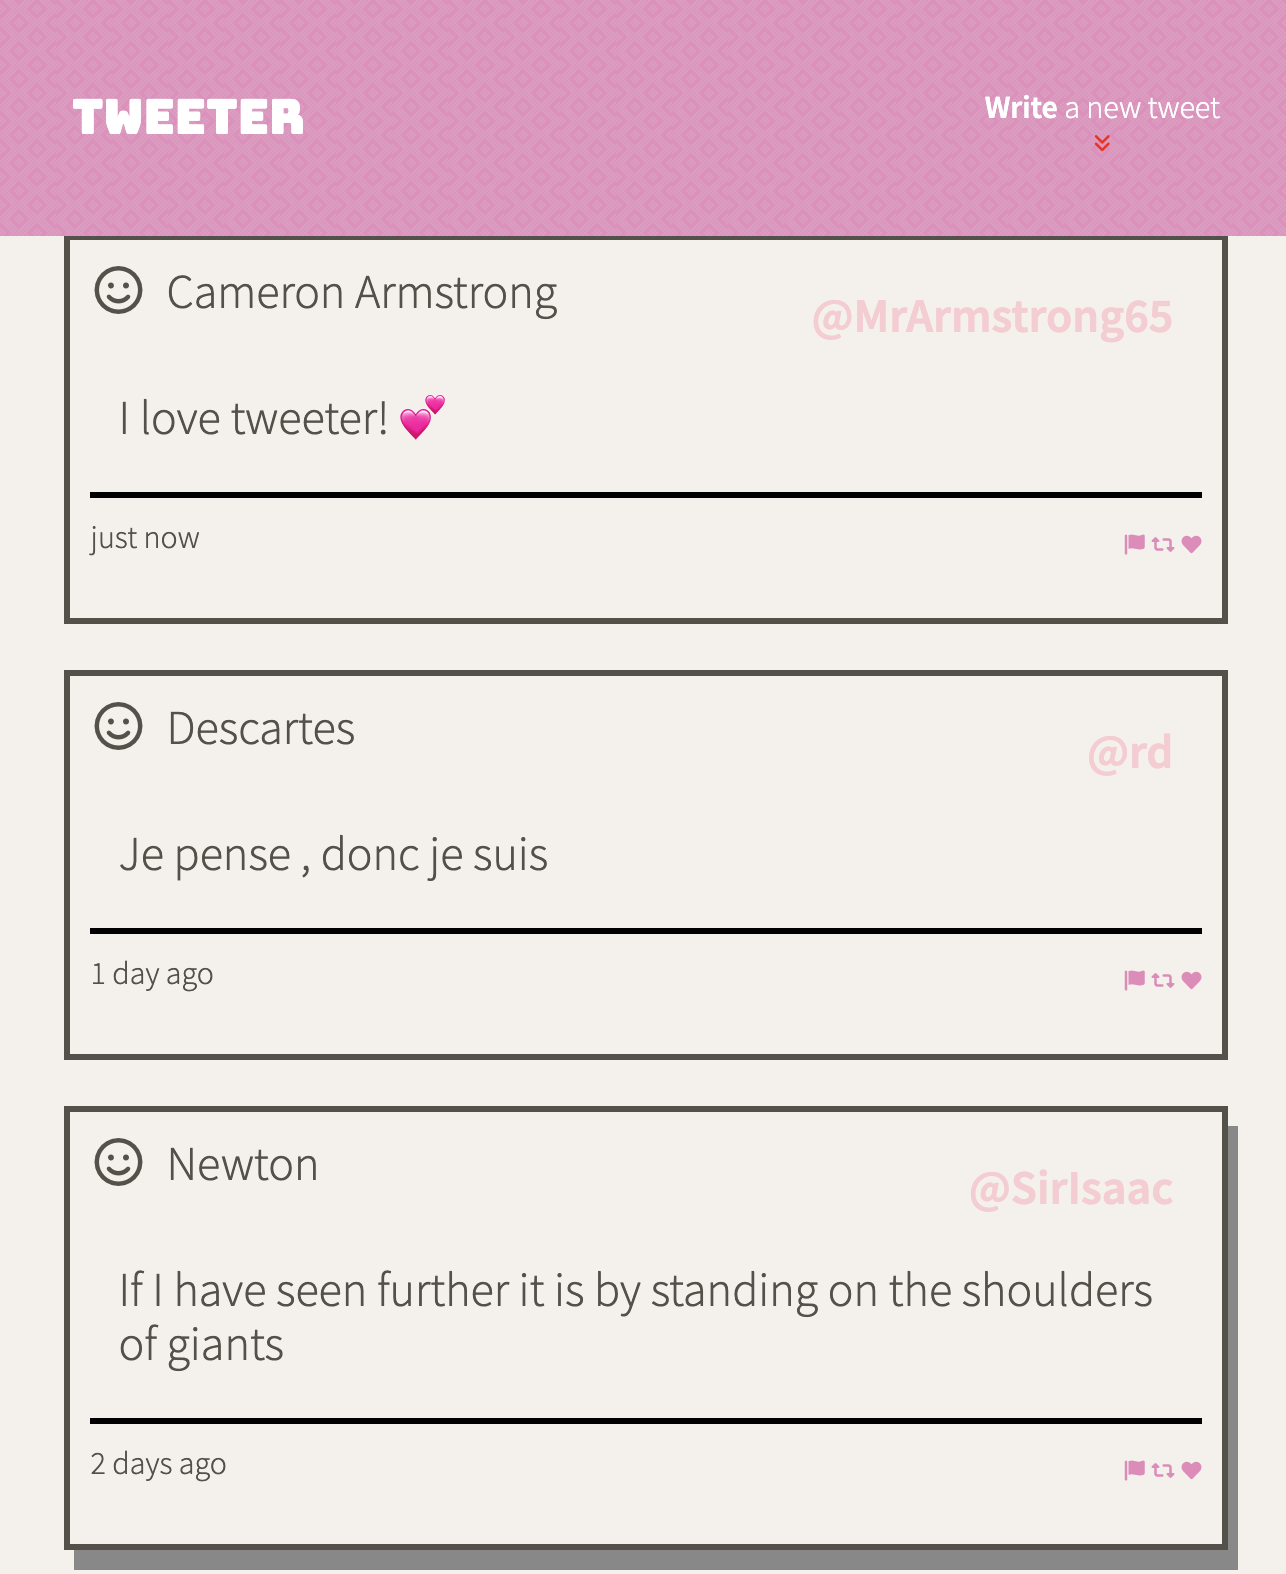 TWEETER
Write a new tweet
Cameron Armstrong
@MrArmstrong65
I love tweeter! 💕
just now
Descartes
@rd
Je pense , donc je suis
1 day ago
Newton
@SirIsaac
If I have seen further it is by standing on the shoulders
of giants
2 days ago